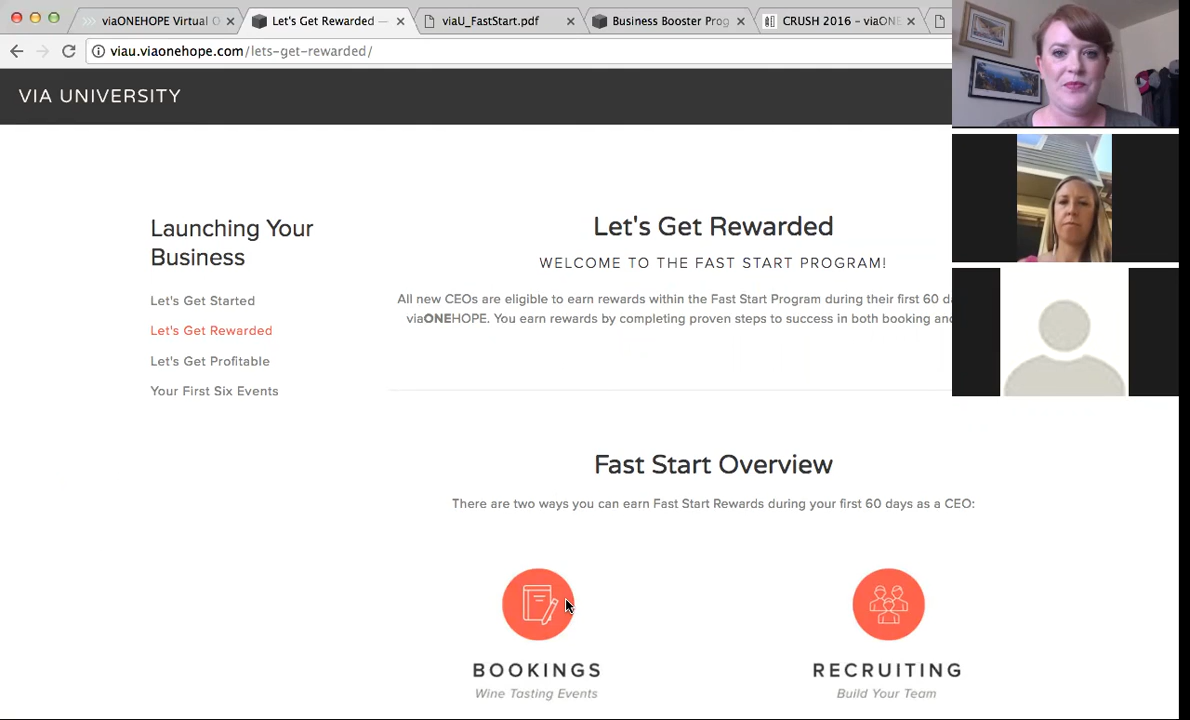 viaONEHOPE Virtual O
Let's Get Rewarded —
viaU_FastStart.pdf
Business Booster Prog
CRUSH 2016 – viaONE
viau.viaonehope.com/lets-get-rewarded/
VIA UNIVERSITY
Launching Your
Business
Let's Get Started
Let's Get Rewarded
Let's Get Profitable
Your First Six Events
Let's Get Rewarded
WELCOME TO THE FAST START PROGRAM!
All new CEOs are eligible to earn rewards within the Fast Start Program during their first 60 da
viaONEHOPE. You earn rewards by completing proven steps to success in both booking and
Fast Start Overview
There are two ways you can earn Fast Start Rewards during your first 60 days as a CEO:
BOOKINGS
Wine Tasting Events
RECRUITING
Build Your Team